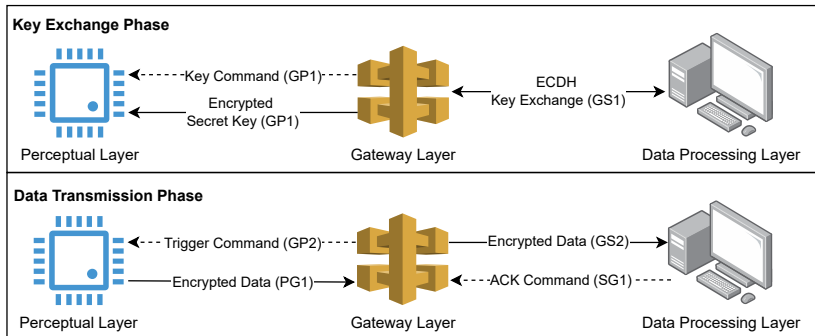 Key Exchange Phase
Key Command (GP1)
Encrypted
Secret Key (GP1)
ECDH
Key Exchange (GS1)
Perceptual Layer
Gateway Layer
Data Processing Layer
Data Transmission Phase
Trigger Command (GP2)
Encrypted Data (GS2)
Encrypted Data (PG1)
ACK Command (SG1)
Perceptual Layer
Gateway Layer
Data Processing Layer